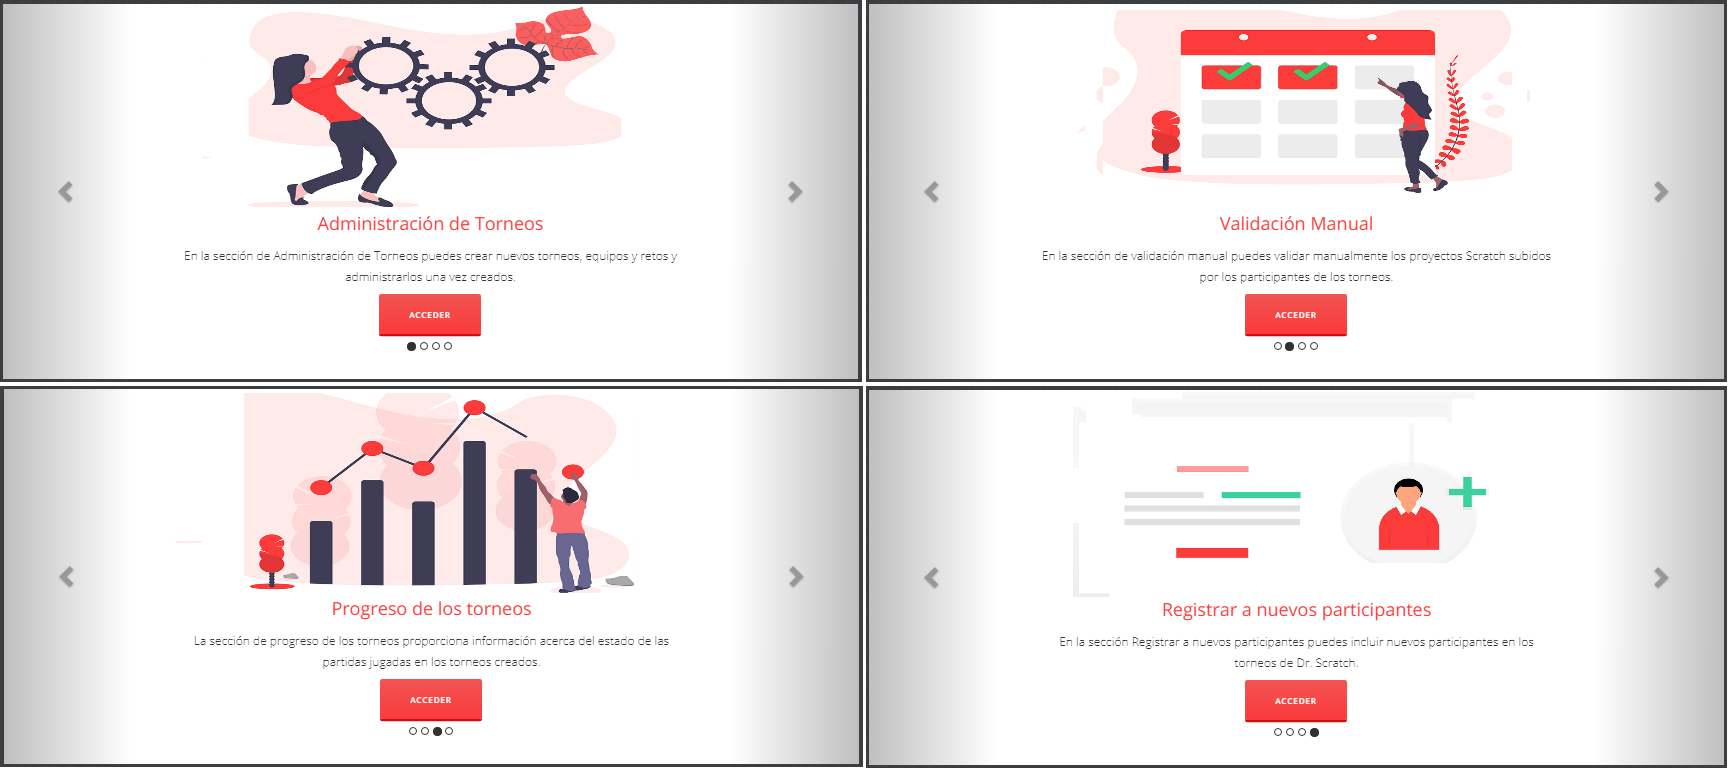 Administración de Torneos
En la sección de Administración de Torneos puedes crear nuevos torneos, equipos y retos y
administrarlos una vez creados.
ACCEDER
Validación Manual
En la sección de validación manual puedes validar manualmente los proyectos Scratch subidos
por los participantes de los torneos.
ACCEDER
Progreso de los torneos
La sección de progreso de los torneos proporciona información acerca del estado de las
partidas jugadas en los torneos creados.
ACCEDER
Registrar a nuevos participantes
En la sección Registrar a nuevos participantes puedes incluir nuevos participantes en los
torneos de Dr. Scratch.
ACCEDER